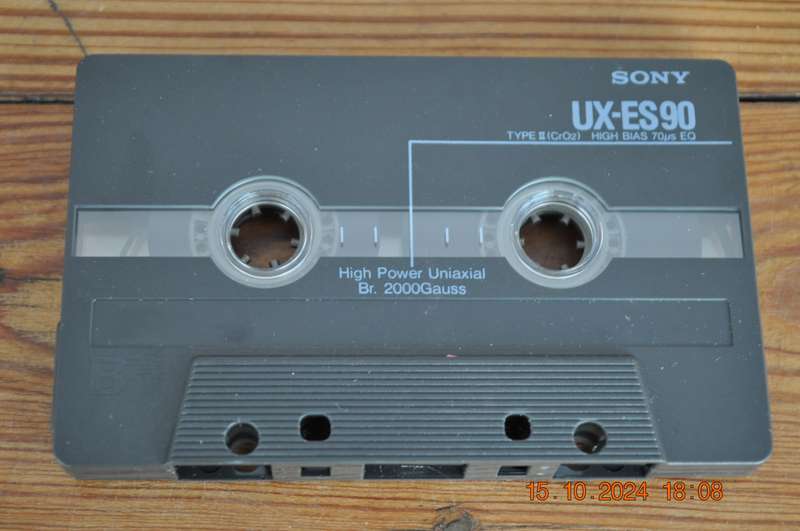 SONY
UX-ES90
TYPE II (CrO2) HIGH BIAS 70µs EQ
High Power Uniaxial
Br. 2000Gauss
B
15.10.2024 18:08